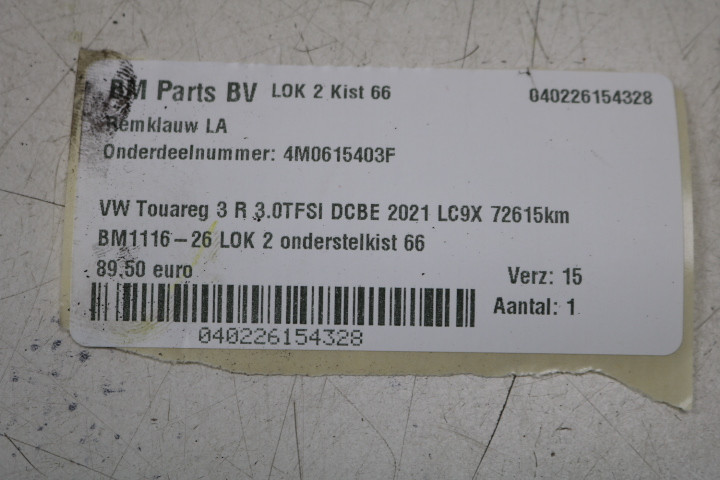 BM Parts BV LOK 2 Kist 66 040226154328
Remklauw LA
Onderdeelnummer: 4M0615403F
VW Touareg 3 R 3.0TFSI DCBE 2021 LC9X 72615km
BM1116-26 LOK 2 onderstelkist 66
89.50 euro Verz: 15
Aantal: 1
040226154328